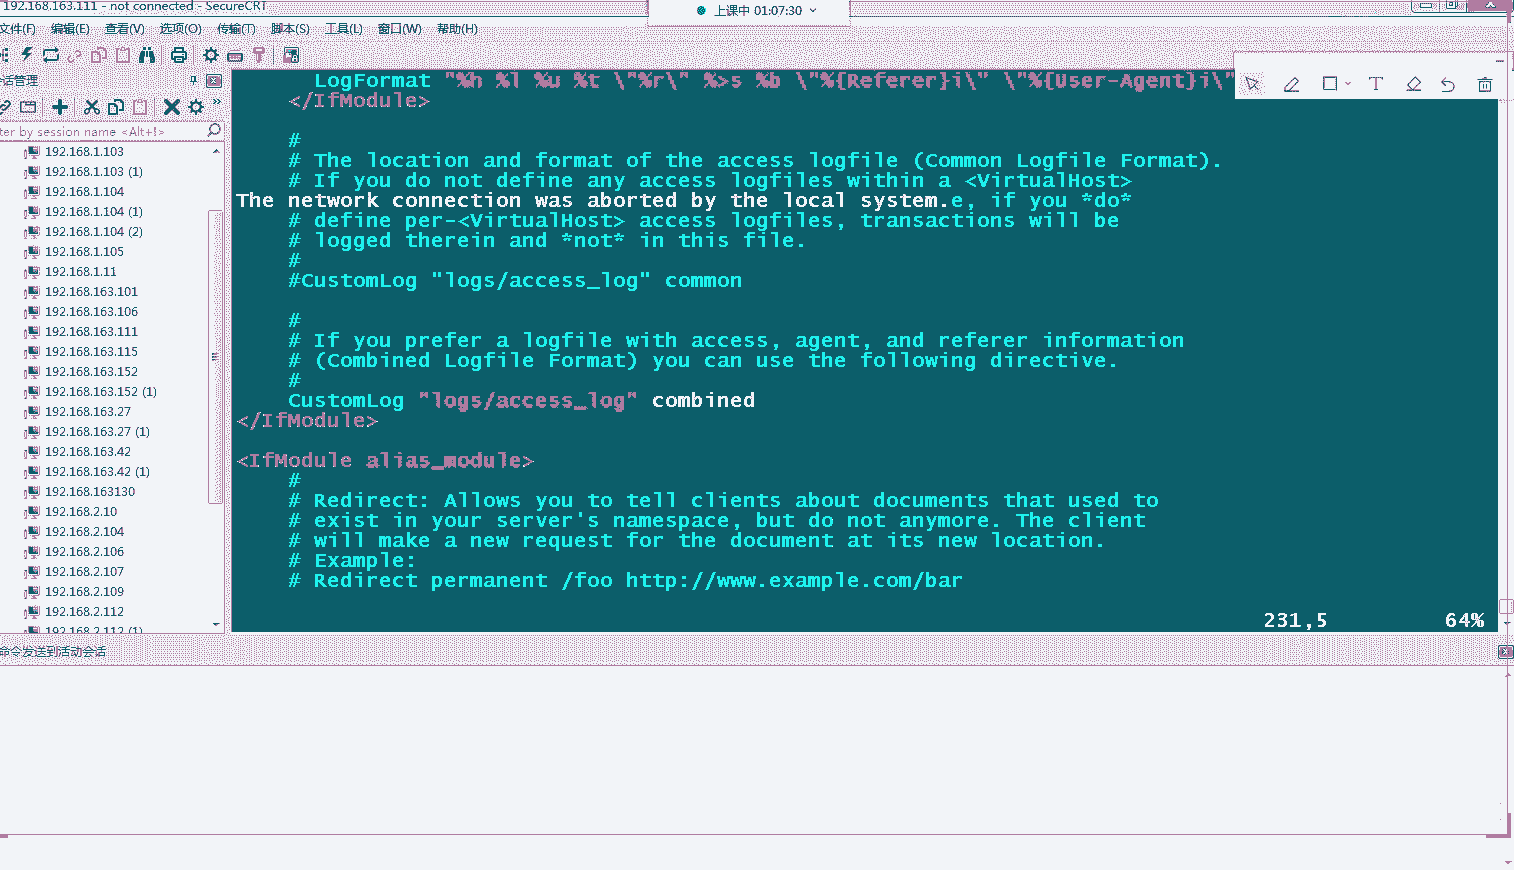 192.168.163.111 - not connected - SecureCRT
上课中 01:07:30
文件(F) 编辑(E) 查看(V) 选项(O) 传输(T) 脚本(S) 工具(L) 窗口(W) 帮助(H)
话管理
ter by session name <Alt+I>
192.168.1.103
192.168.1.103 (1)
192.168.1.104
192.168.1.104 (1)
192.168.1.104 (2)
192.168.1.105
192.168.1.11
192.168.163.101
192.168.163.106
192.168.163.111
192.168.163.115
192.168.163.152
192.168.163.152 (1)
192.168.163.27
192.168.163.27 (1)
192.168.163.42
192.168.163.42 (1)
192.168.163130
192.168.2.10
192.168.2.104
192.168.2.106
192.168.2.107
192.168.2.109
192.168.2.112
192.168.2.112 (1)
LogFormat "%h %l %u %t \"%r\" %>s %b \"%{Referer}i\" \"%{User-Agent}i\"
</IfModule>
#
# The location and format of the access logfile (Common Logfile Format).
# If you do not define any access logfiles within a <VirtualHost>
The network connection was aborted by the local system.e, if you *do*
# define per-<VirtualHost> access logfiles, transactions will be
# logged therein and *not* in this file.
#
#CustomLog "logs/access_log" common
#
# If you prefer a logfile with access, agent, and referer information
# (Combined Logfile Format) you can use the following directive.
#
CustomLog "logs/access_log" combined
</IfModule>
<IfModule alias_module>
#
# Redirect: Allows you to tell clients about documents that used to
# exist in your server's namespace, but do not anymore. The client
# will make a new request for the document at its new location.
# Example:
# Redirect permanent /foo http://www.example.com/bar
231,5 64%
命令发送到活动会话